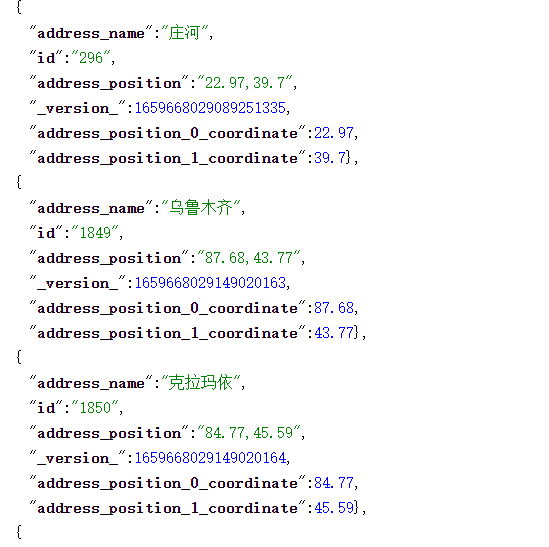 {
"address_name":"庄河",
"id":"296",
"address_position":"22.97,39.7",
"_version_":1659668029089251335,
"address_position_0_coordinate":22.97,
"address_position_1_coordinate":39.7},
{
"address_name":"乌鲁木齐",
"id":"1849",
"address_position":"87.68,43.77",
"_version_":1659668029149020163,
"address_position_0_coordinate":87.68,
"address_position_1_coordinate":43.77},
{
"address_name":"克拉玛依",
"id":"1850",
"address_position":"84.77,45.59",
"_version_":1659668029149020164,
"address_position_0_coordinate":84.77,
"address_position_1_coordinate":45.59},
{